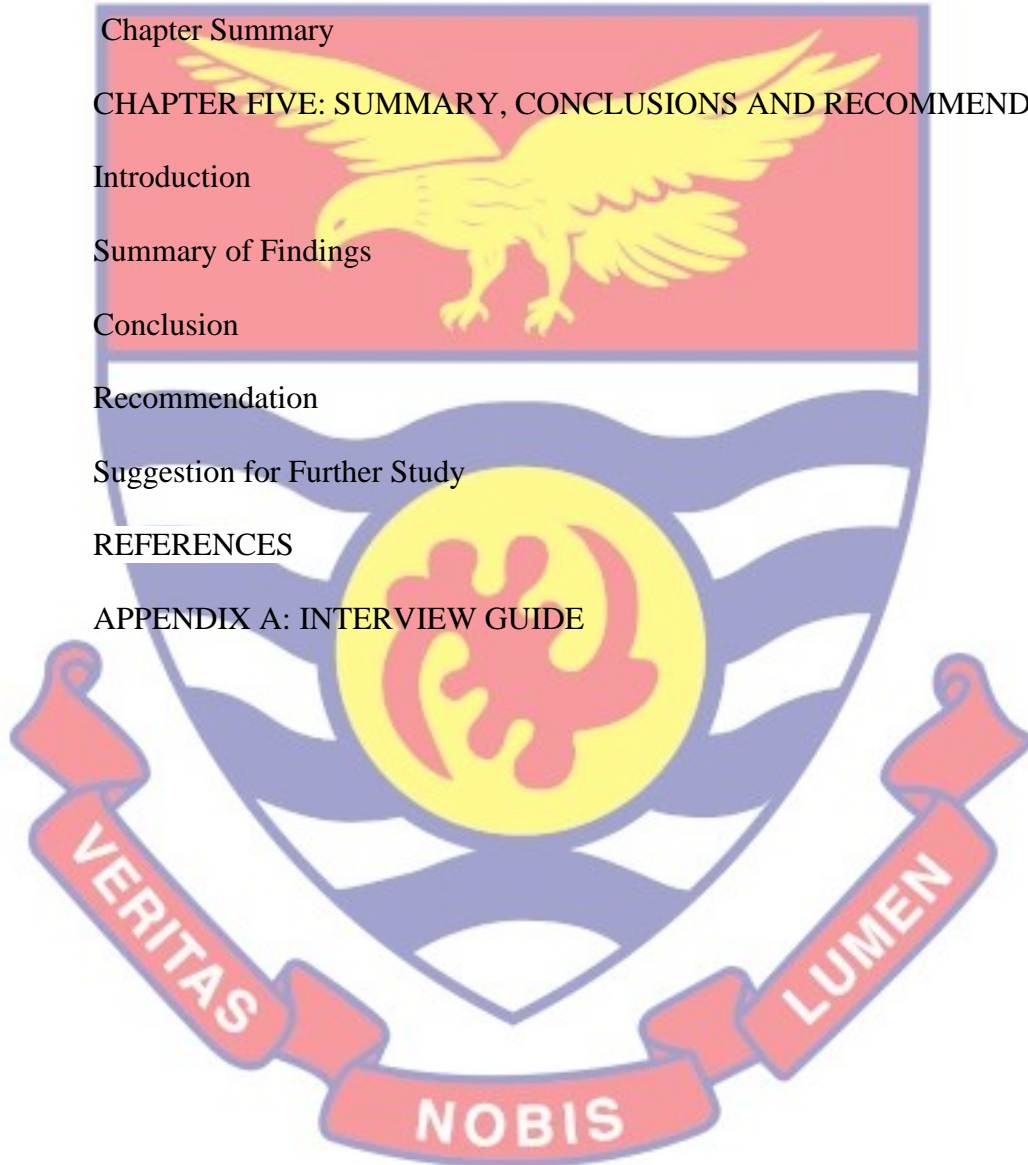 Chapter Summary
CHAPTER FIVE: SUMMARY, CONCLUSIONS AND RECOMMEND
Introduction
Summary of Findings
Conclusion
Recommendation
Suggestion for Further Study
REFERENCES
APPENDIX A: INTERVIEW GUIDE
VERITAS
NOBIS
LUMEN